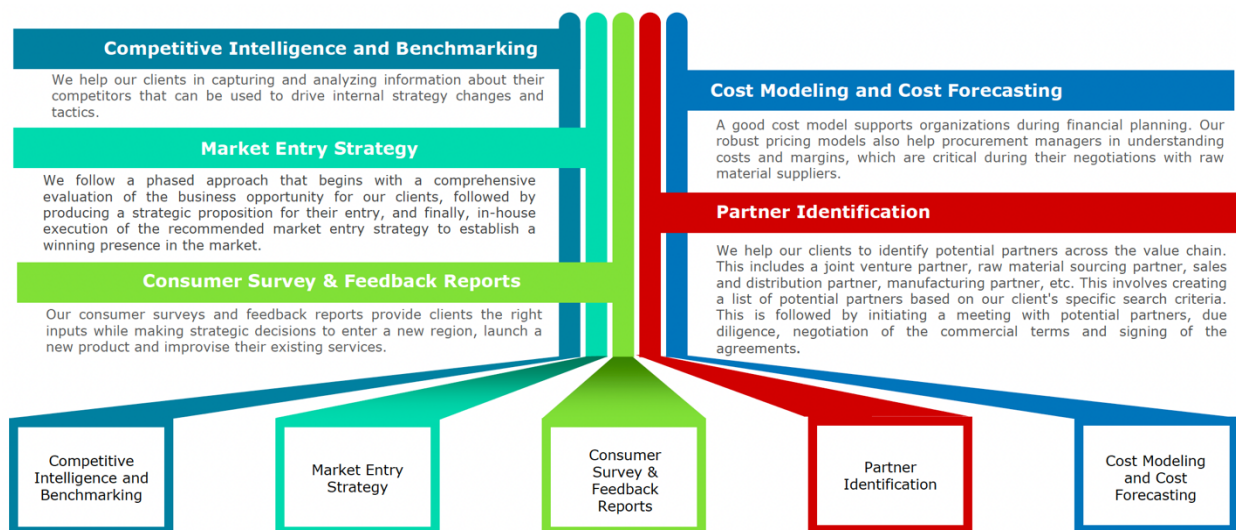 Competitive Intelligence and Benchmarking
We help our clients in capturing and analyzing information about their
competitors that can be used to drive internal strategy changes and
tactics.
Market Entry Strategy
We follow a phased approach that begins with a comprehensive
evaluation of the business opportunity for our clients, followed by
producing a strategic proposition for their entry, and finally, in-house
execution of the recommended market entry strategy to establish a
winning presence in the market.
Consumer Survey & Feedback Reports
Our consumer surveys and feedback reports provide clients the right
inputs while making strategic decisions to enter a new region, launch a
new product and improvise their existing services.
Cost Modeling and Cost Forecasting
A good cost model supports organizations during financial planning. Our
robust pricing models also help procurement managers in understanding
costs and margins, which are critical during their negotiations with raw
material suppliers.
Partner Identification
We help our clients to identify potential partners across the value chain.
This includes a joint venture partner, raw material sourcing partner, sales
and distribution partner, manufacturing partner, etc. This involves creating
a list of potential partners based on our client's specific search criteria.
This is followed by initiating a meeting with potential partners, due
diligence, negotiation of the commercial terms and signing of the
agreements.
Competitive
Intelligence and
Benchmarking
Market Entry
Strategy
Consumer
Survey &
Feedback
Reports
Partner
Identification
Cost Modeling
and Cost
Forecasting